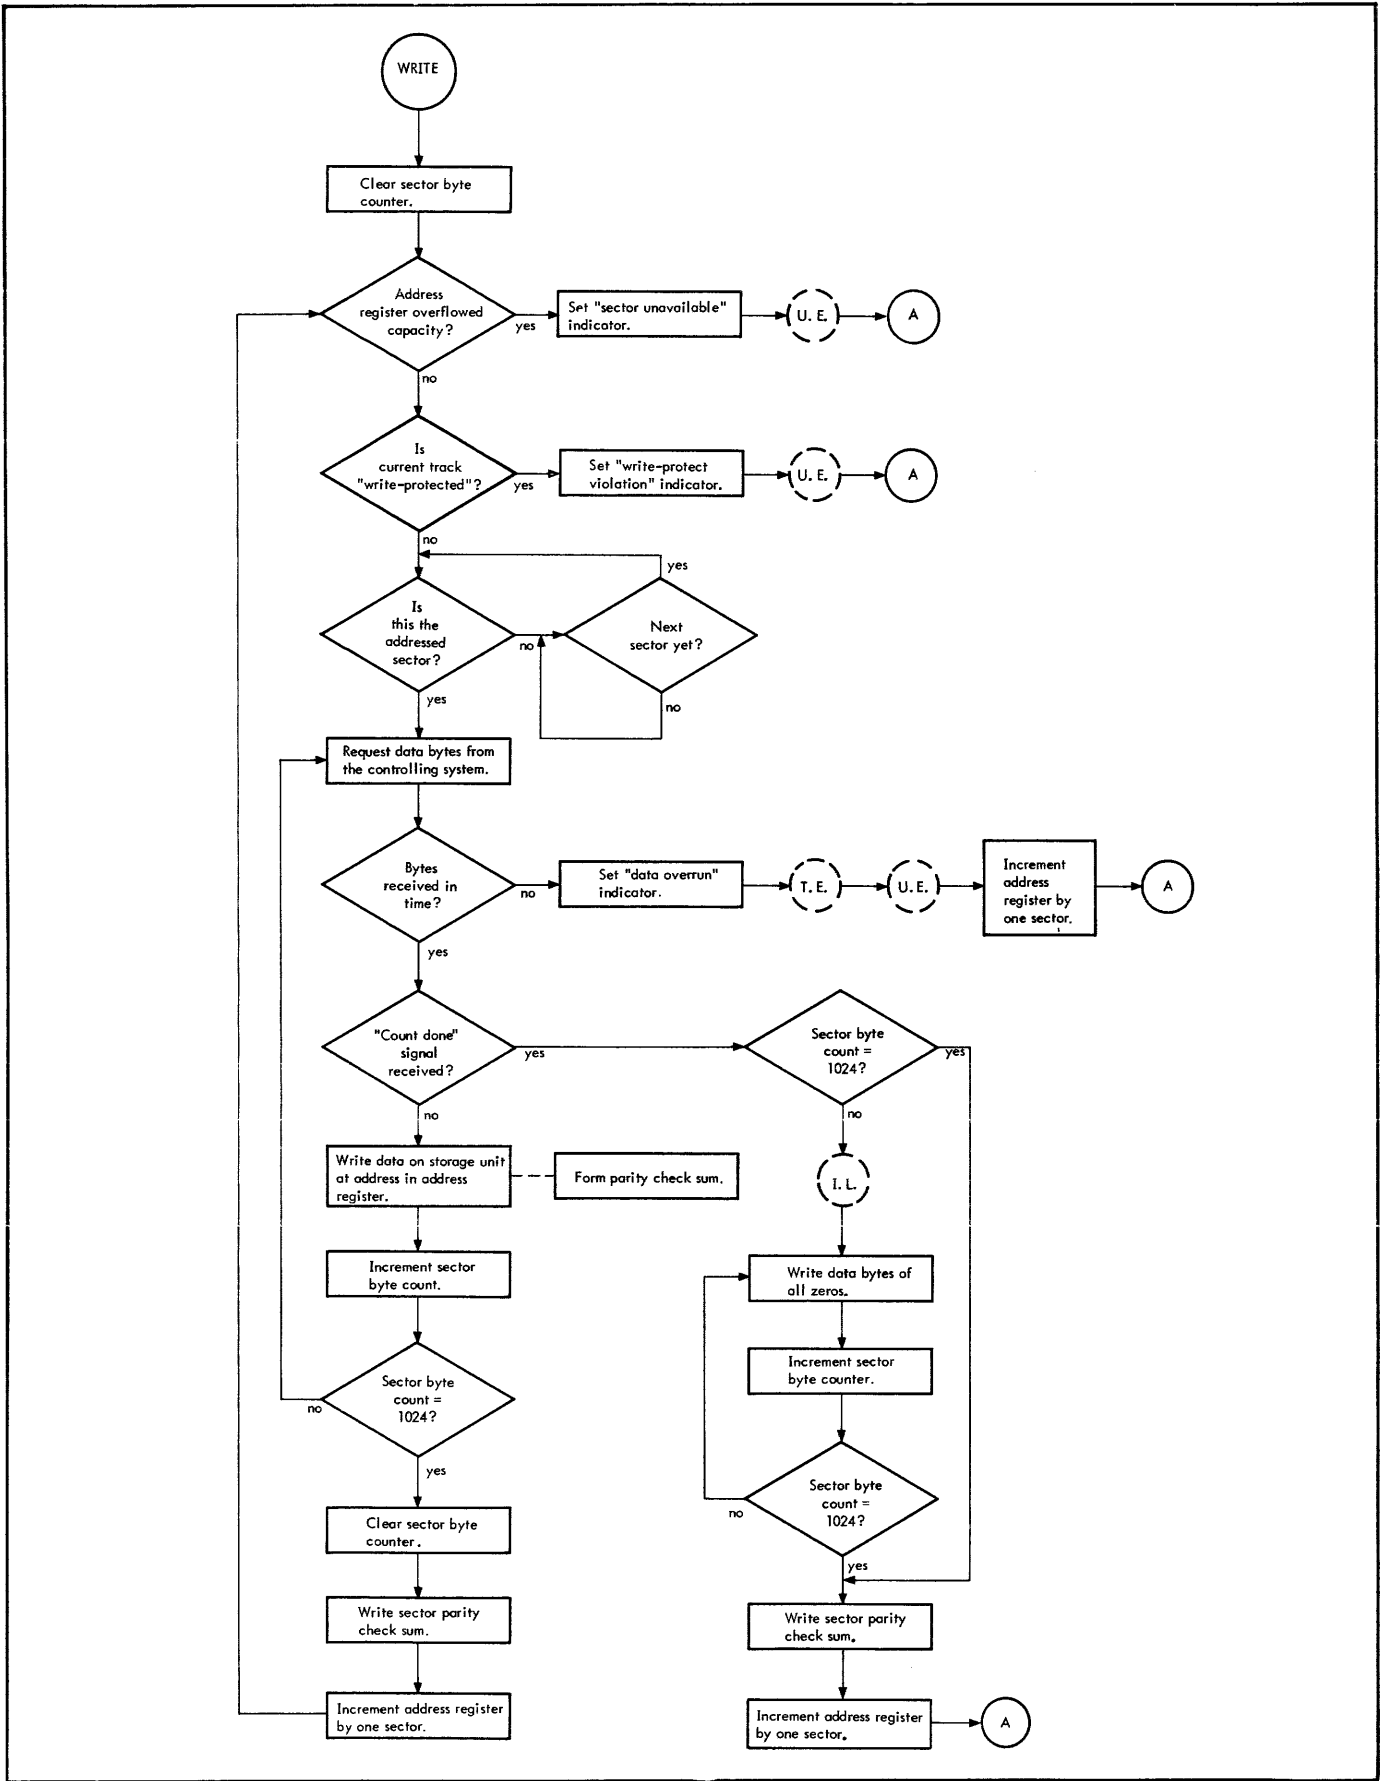 WRITE
Clear sector byte
counter.
Address
register overflowed
capacity?
yes
no
Set "sector unavailable"
indicator.
U. E.
A
Is
current track
"write-protected"?
yes
no
Set "write-protect
violation" indicator.
U. E.
A
Is
this the
addressed
sector?
no
yes
Next
sector yet?
yes
no
Request data bytes from
the controlling system.
Bytes
received in
time?
no
yes
Set "data overrun"
indicator.
T. E.
U. E.
Increment
address
register by
one sector.
A
"Count done"
signal
received?
yes
no
Sector byte
count =
1024?
yes
no
Write data on storage unit
at address in address
register.
Form parity check sum.
I. L.
Increment sector
byte count.
Write data bytes of
all zeros.
Increment sector
byte counter.
Sector byte
count =
1024?
no
yes
Sector byte
count =
1024?
no
yes
Clear sector byte
counter.
Write sector parity
check sum.
Write sector parity
check sum.
Increment address register
by one sector.
Increment address register
by one sector.
A